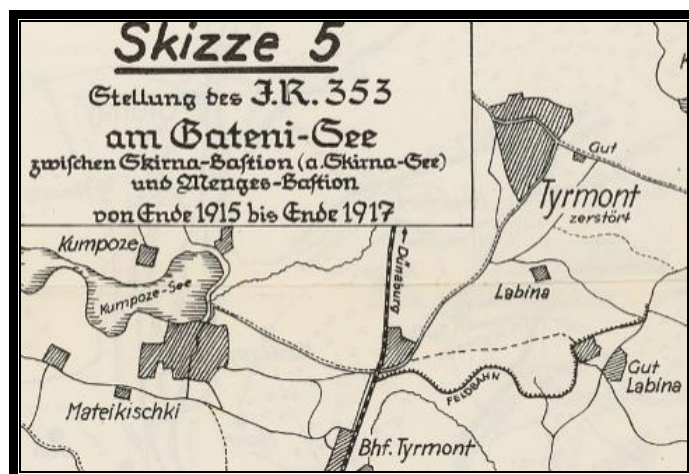 Skizze 5
Stellung des J.R. 353
am Gateni-See
zwischen Skirna-Bastion (a. Skirna-See)
und Menges-Bastion
von Ende 1915 bis Ende 1917
Gut
Tyrmont
zerstört
Kumpoze
← Dünaburg
Kumpoze-See
Labina
FELDBAHN
Gut
Labina
Mateikischki
Bhf. Tyrmont